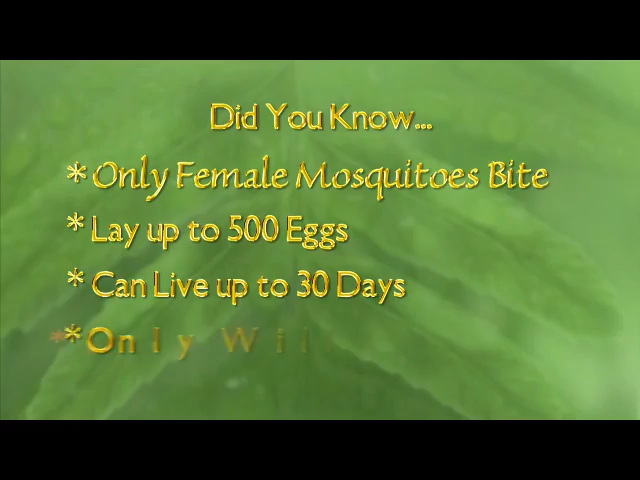 Did You Know...
* Only Female Mosquitoes Bite
* Lay up to 500 Eggs
* Can Live up to 30 Days
* Only